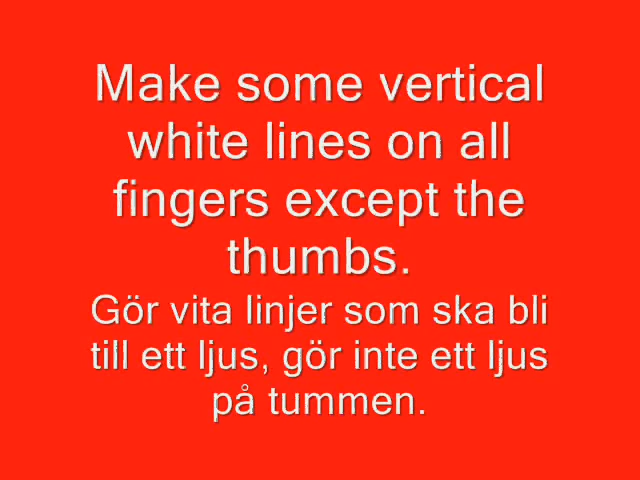 Make some vertical
white lines on all
fingers except the
thumbs.
Gör vita linjer som ska bli
till ett ljus, gör inte ett ljus
på tummen.